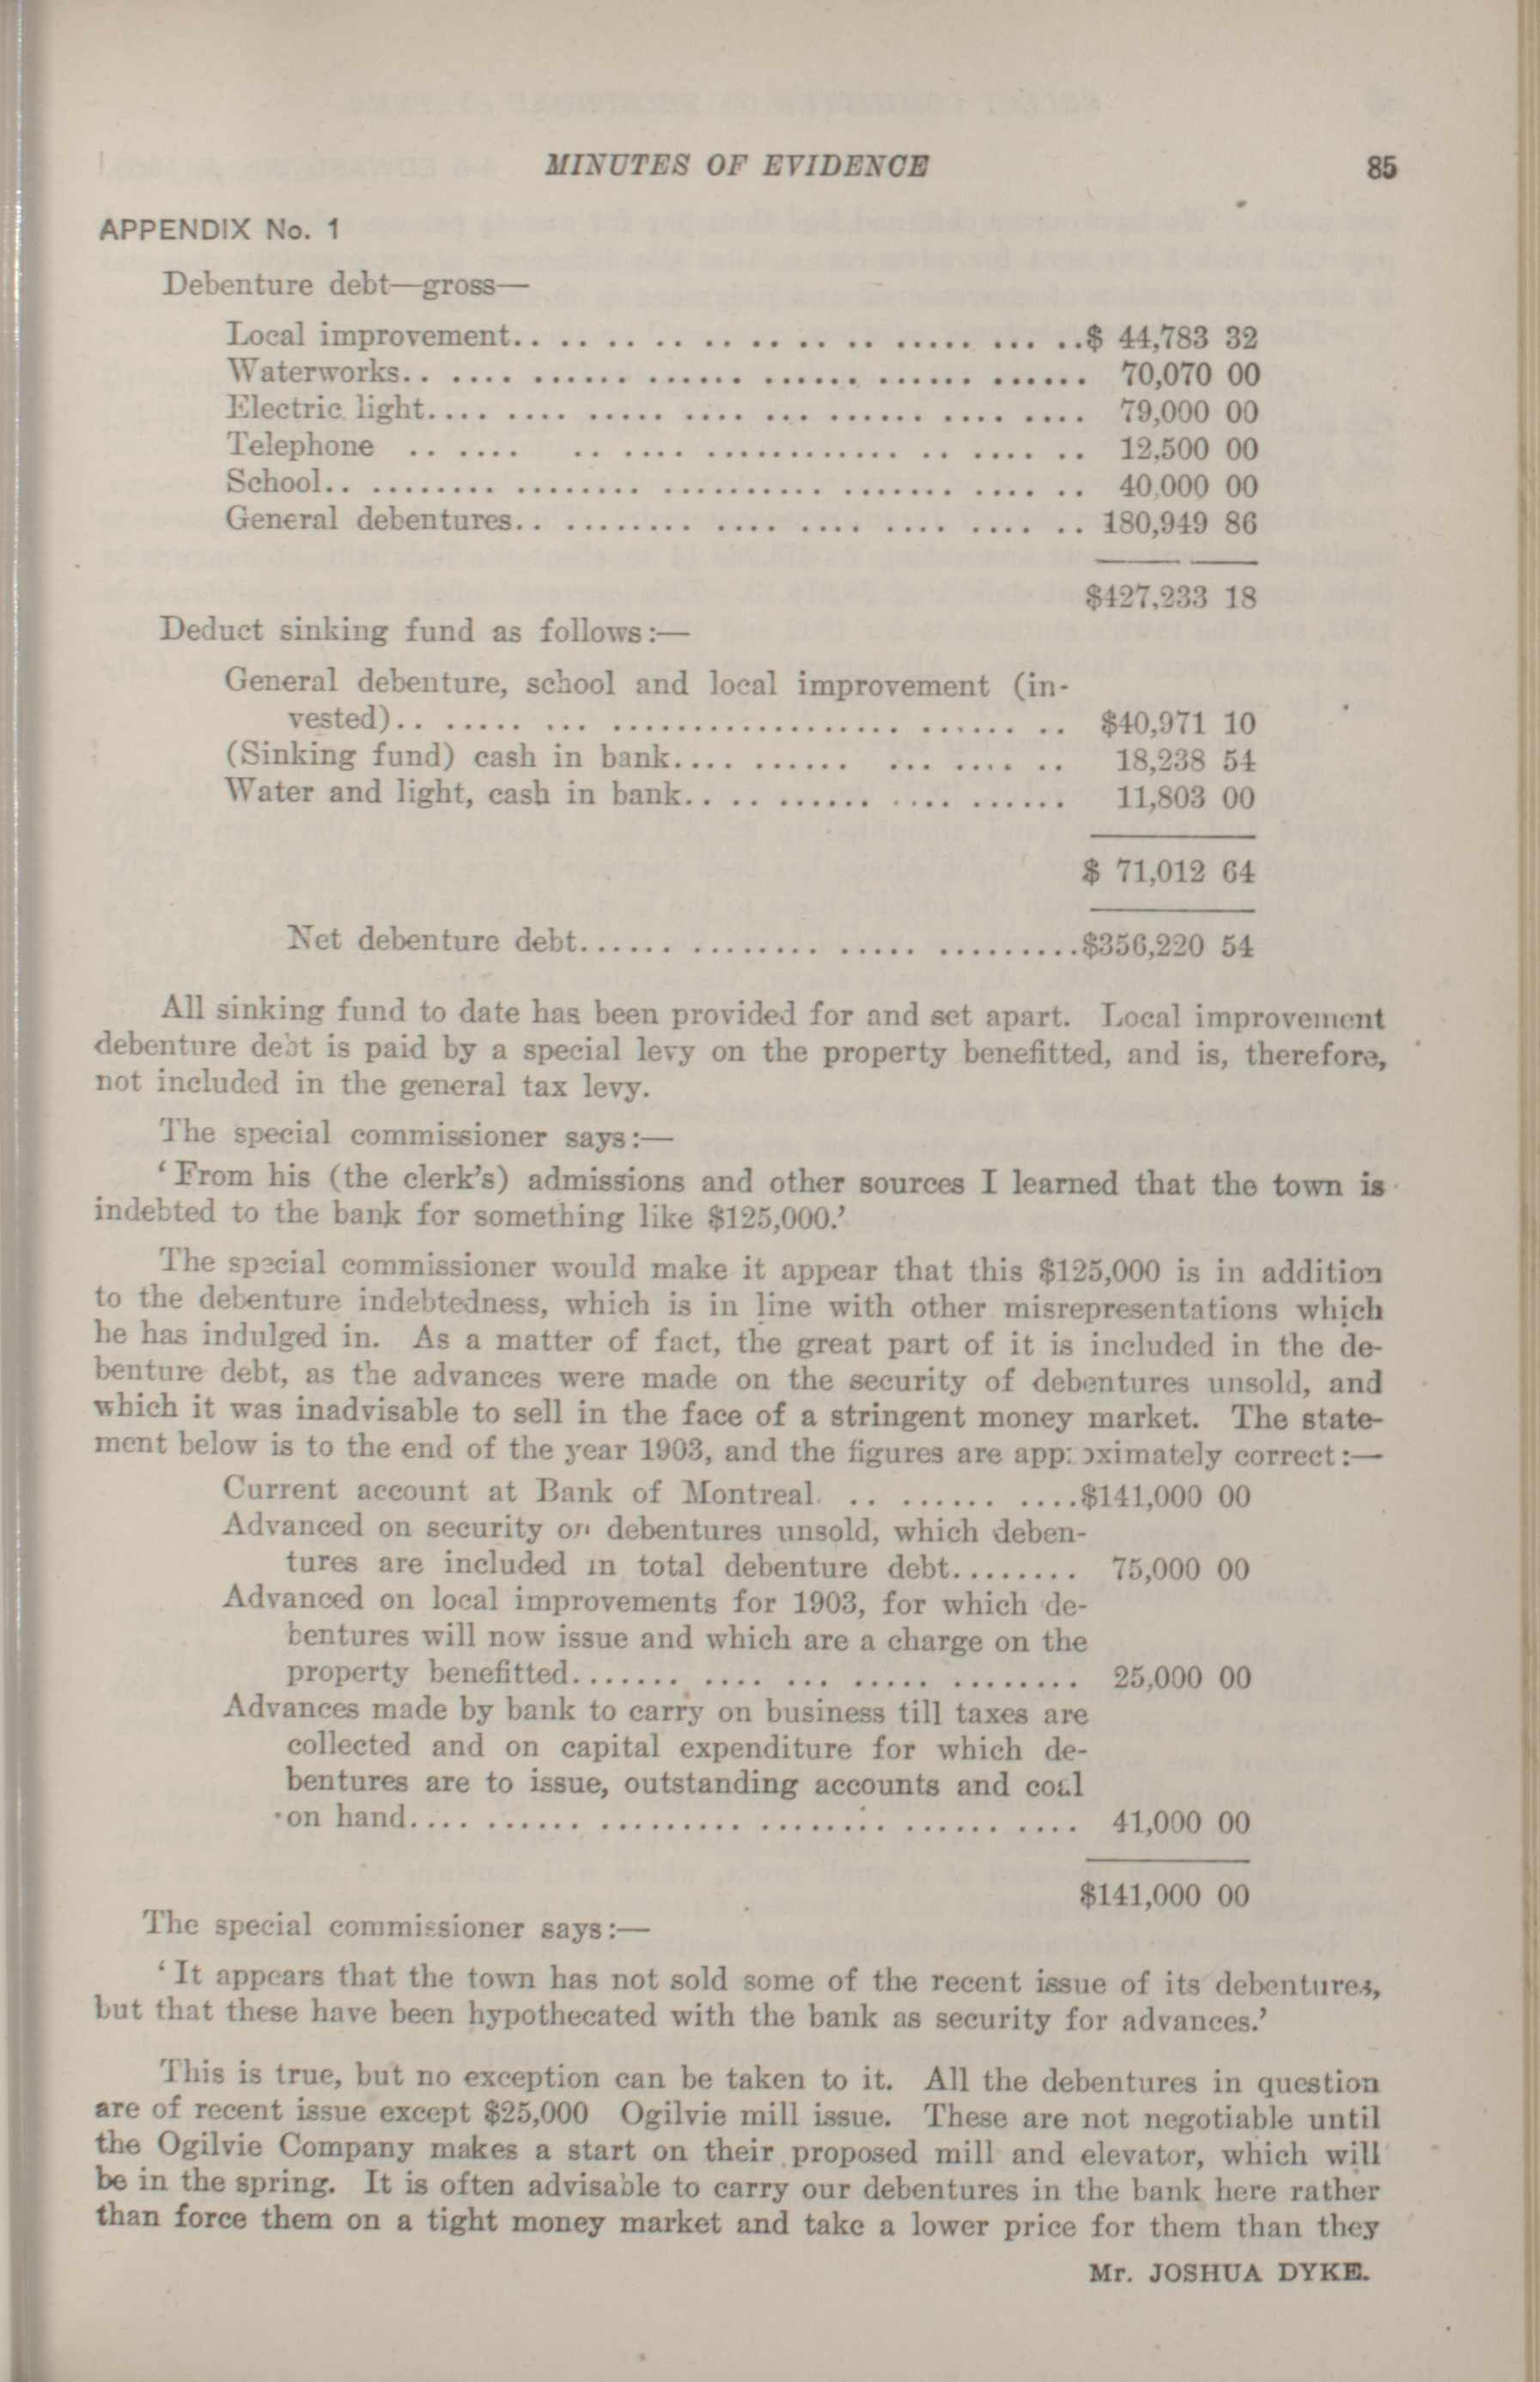 MINUTES OF EVIDENCE 85
APPENDIX No. 1
Debenture debt—gross—
Local improvement.. .. .. .. .. .. .. .. ..... ... ..$ 44,783 32
Waterworks.. .... ...... ...... ...... ...... ...... 70,070 00
Electric light.... .... ..... .... ... ...... .... .... 79,000 00
Telephone .. .... .. .... .............. .. .... .. 12,500 00
School.. ......... ......... ........... ........ .... .. 40,000 00
General debentures.. ........ .... .... .... .... .. 180,949 86
$427,233 18
Deduct sinking fund as follows:—
General debenture, school and local improvement (in-
vested).. ..... ... .................. ...... .. $40,971 10
(Sinking fund) cash in bank.... ...... ... .... .. 18,238 54
Water and light, cash in bank.. .. ...... .... ...... 11,803 00
$ 71,012 64
Net debenture debt...... ......... ..... ..........$356,220 54
All sinking fund to date has been provided for and set apart. Local improvement
debenture debt is paid by a special levy on the property benefitted, and is, therefore,
not included in the general tax levy.
The special commissioner says:—
‘From his (the clerk’s) admissions and other sources I learned that the town is
indebted to the bank for something like $125,000.’
The special commissioner would make it appear that this $125,000 is in addition
to the debenture indebtedness, which is in line with other misrepresentations which
he has indulged in. As a matter of fact, the great part of it is included in the de-
benture debt, as the advances were made on the security of debentures unsold, and
which it was inadvisable to sell in the face of a stringent money market. The state-
ment below is to the end of the year 1903, and the figures are approximately correct:—
Current account at Bank of Montreal. .. ...... ....$141,000 00
Advanced on security on debentures unsold, which deben-
tures are included in total debenture debt........ 75,000 00
Advanced on local improvements for 1903, for which de-
bentures will now issue and which are a charge on the
property benefitted....... .... ... ..... ........ 25,000 00
Advances made by bank to carry on business till taxes are
collected and on capital expenditure for which de-
bentures are to issue, outstanding accounts and coal
on hand.... ...... ......... ........ ...... .... 41,000 00
$141,000 00
The special commissioner says:—
‘It appears that the town has not sold some of the recent issue of its debentures,
but that these have been hypothecated with the bank as security for advances.’
This is true, but no exception can be taken to it. All the debentures in question
are of recent issue except $25,000 Ogilvie mill issue. These are not negotiable until
the Ogilvie Company makes a start on their proposed mill and elevator, which will
be in the spring. It is often advisable to carry our debentures in the bank here rather
than force them on a tight money market and take a lower price for them than they
Mr. JOSHUA DYKE.